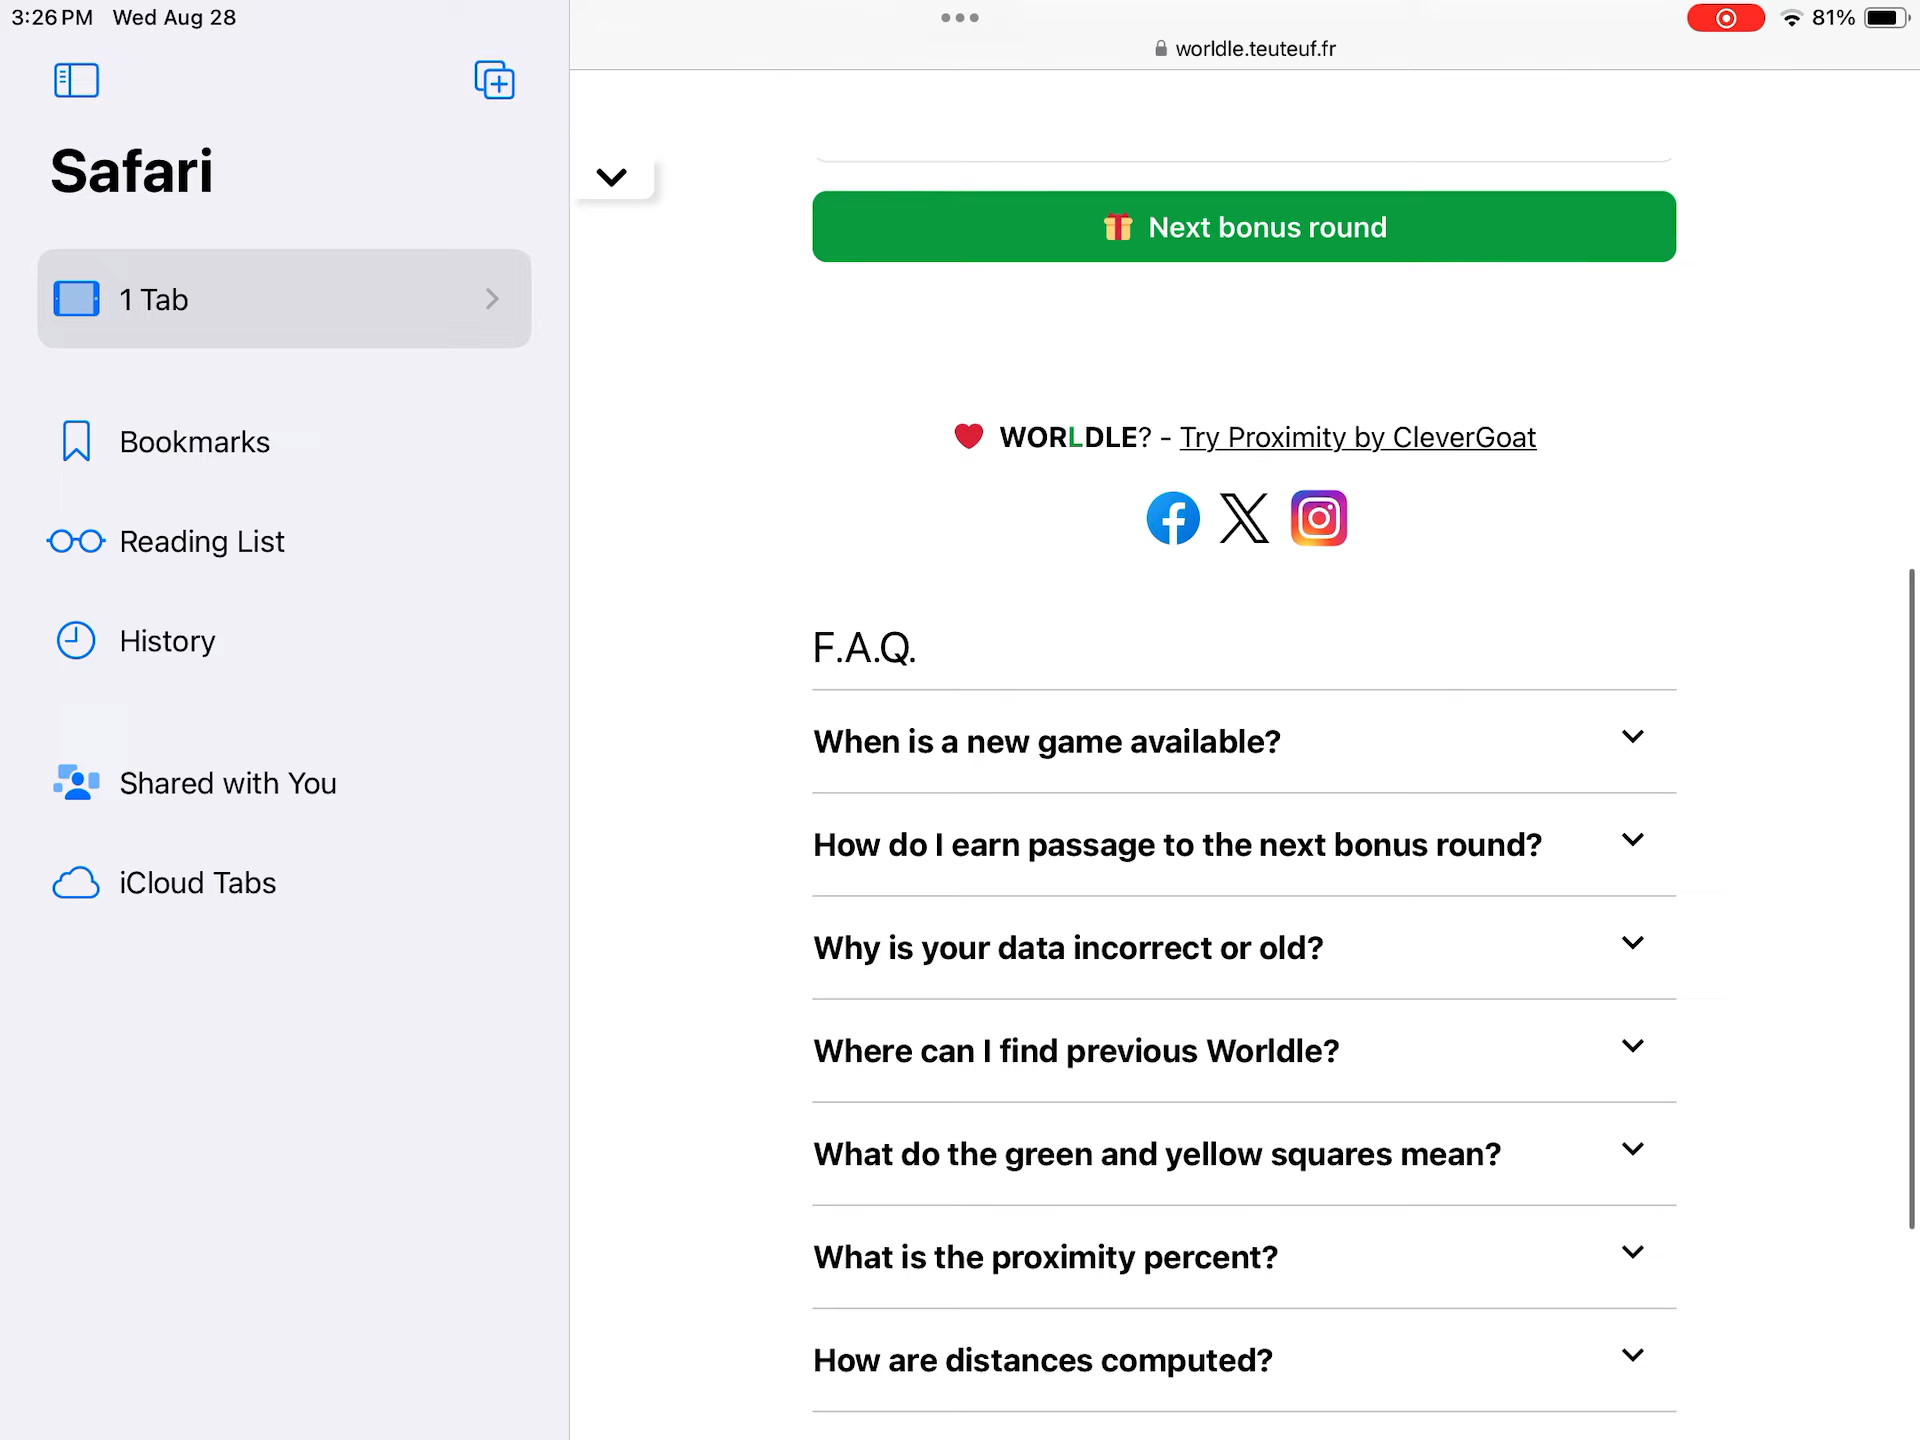 3:26 PM Wed Aug 28
81%
worldle.teuteuf.fr
Safari
1 Tab
Bookmarks
Reading List
History
Shared with You
iCloud Tabs
Next bonus round
WORLDLE? - Try Proximity by CleverGoat
F.A.Q.
When is a new game available?
How do I earn passage to the next bonus round?
Why is your data incorrect or old?
Where can I find previous Worldle?
What do the green and yellow squares mean?
What is the proximity percent?
How are distances computed?